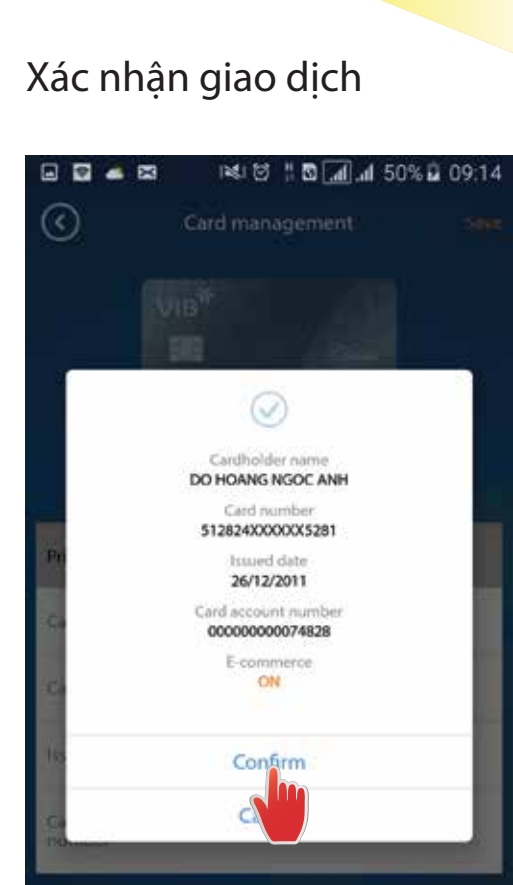 Xác nhận giao dịch
50% 09:14
Card management Save
VIB
Cardholder name
DO HOANG NGOC ANH
Card number
512824XXXXXX5281
Issued date
26/12/2011
Card account number
000000000074828
E-commerce
ON
Confirm